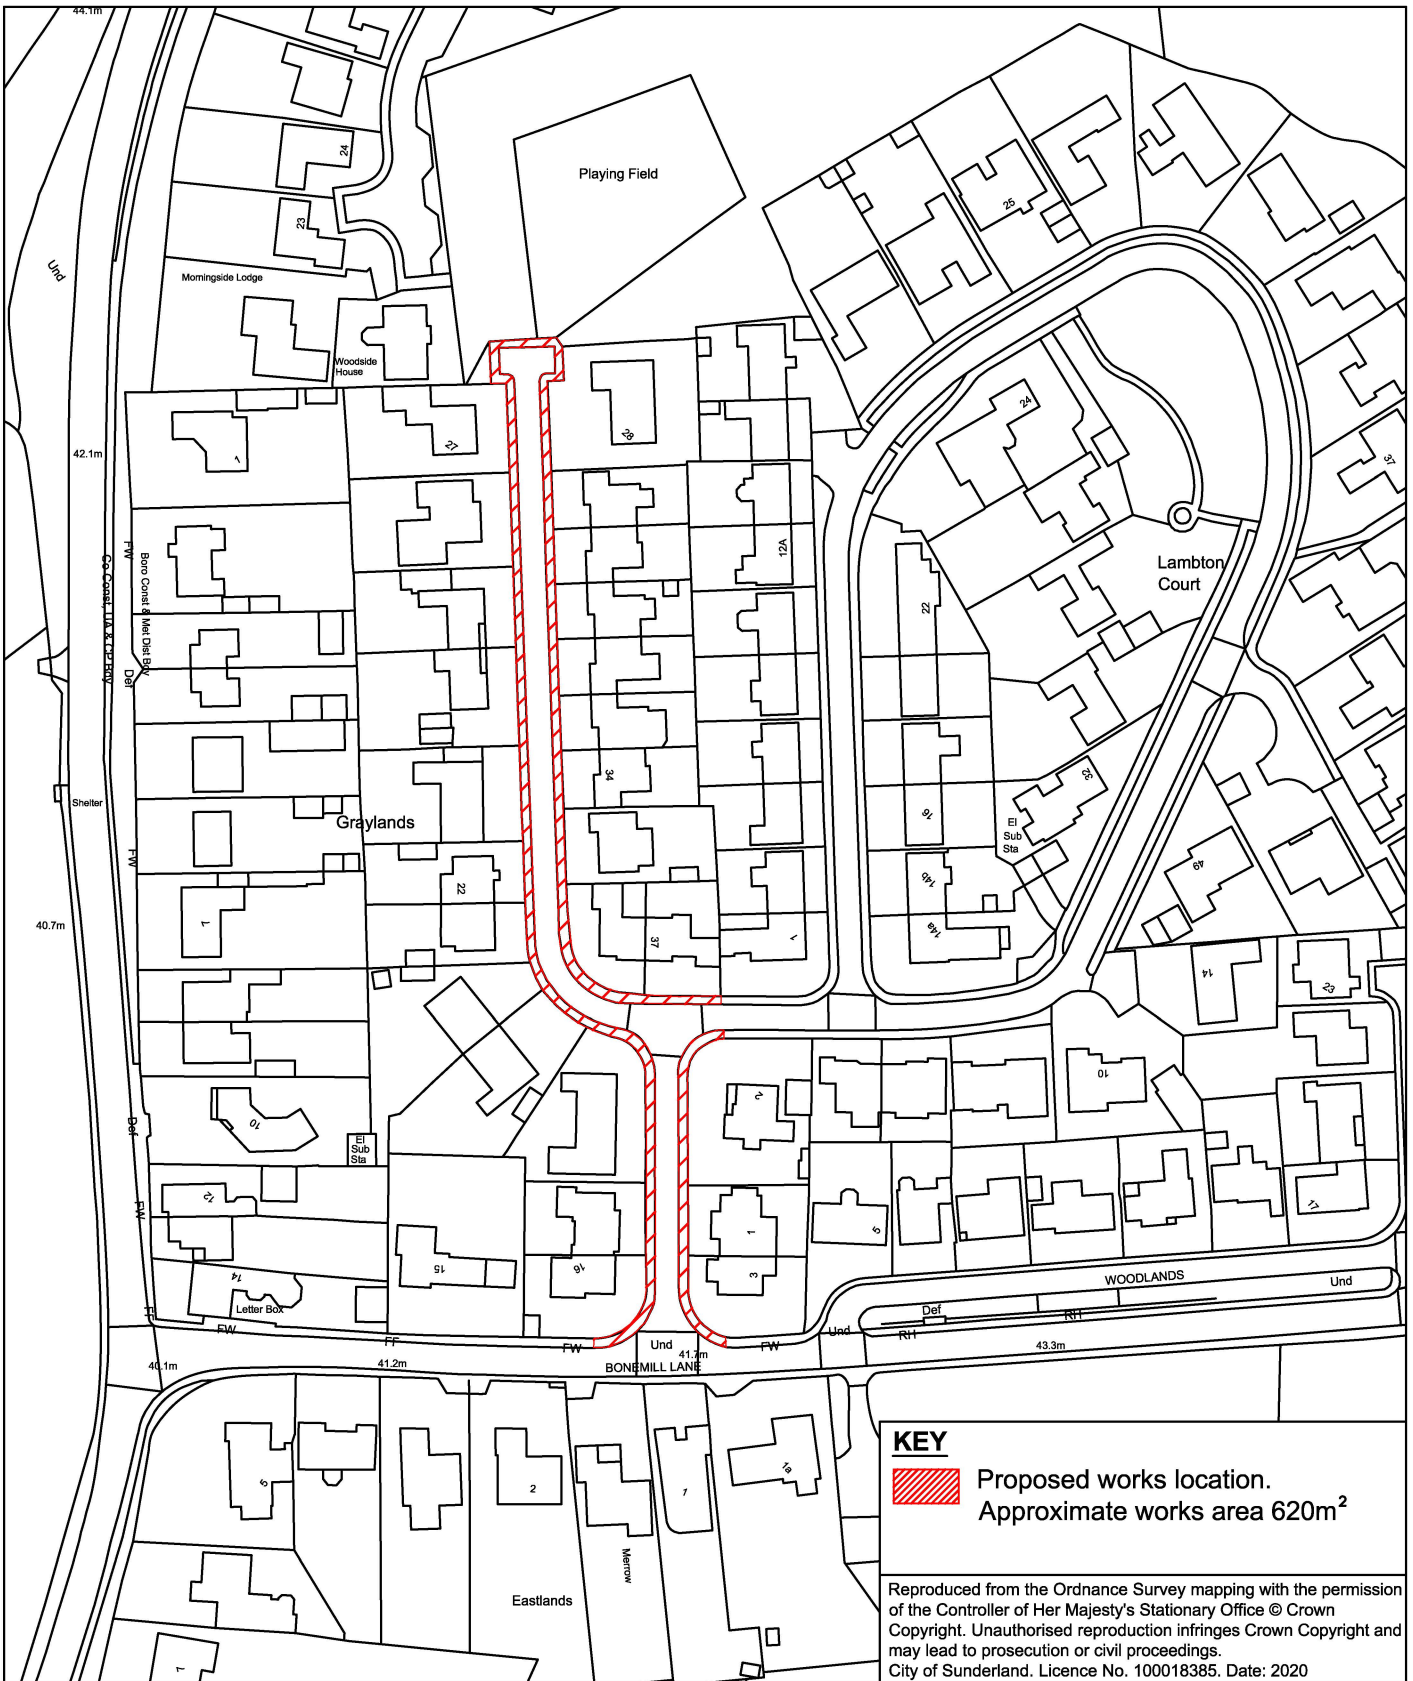 44.1m
24
23
Morningside Lodge
Woodside
House
Und
Playing Field
25
24
37
1
27
28
42.1m
FW
Boro Const & Met Dist Bdy
Co Const, UA & CP Bdy
Def
12A
22
Lambton
Court
Shelter
Graylands
34
16
El
Sub
Sta
32
FW
7
22
37
1
14b
14a
49
40.7m
14
23
10
El
Sub
Sta
Def
2
10
12
FW
15
16
1
3
5
17
14
Letter Box
FF
FW
FF
FW
Und
41.7m
FW
Und
WOODLANDS
Und
Def
RH
RH
40.1m
41.2m
BONEMILL LANE
43.3m
5
2
1
1a
Merrow
Eastlands
KEY
Proposed works location.
Approximate works area 620m²
Reproduced from the Ordnance Survey mapping with the permission
of the Controller of Her Majesty's Stationary Office © Crown
Copyright. Unauthorised reproduction infringes Crown Copyright and
may lead to prosecution or civil proceedings.
City of Sunderland. Licence No. 100018385. Date: 2020